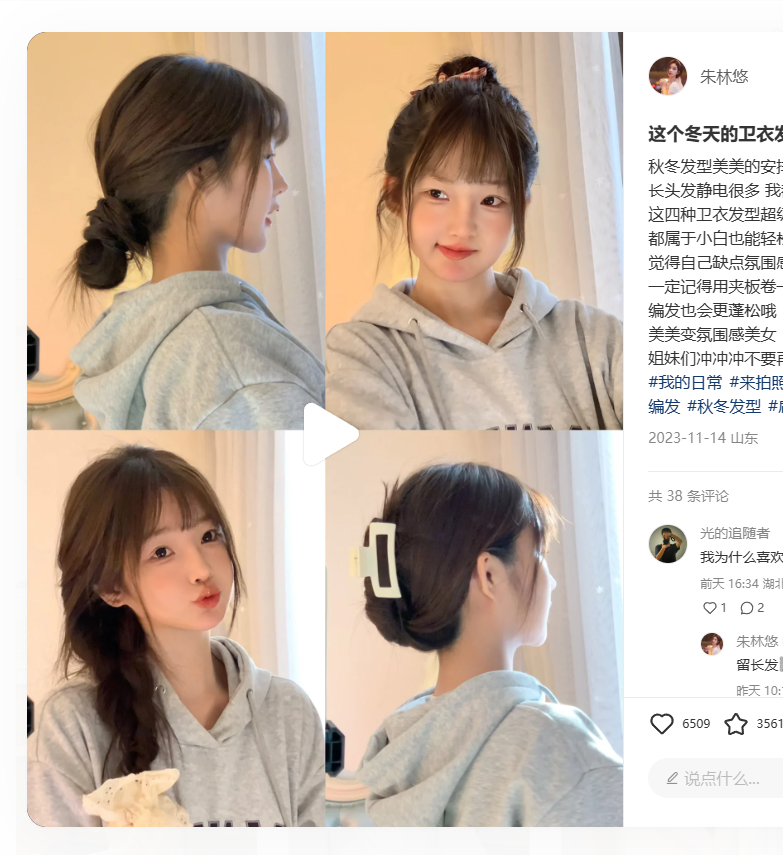 朱林悠
这个冬天的卫衣
秋冬发型美美的安
长头发静电很多 我
这四种卫衣发型超
都属于小白也能轻
觉得自己缺点氛围
一定记得用夹板卷
编发也会更蓬松哦
美美变氛围感美女
姐妹们冲冲冲不要
#我的日常 #来拍照
编发 #秋冬发型 #
2023-11-14 山东
共 38 条评论
光的追随者
我为什么喜欢
前天 16:34 湖北
1 2
朱林悠
留长发
昨天 10:
6509 3561
说点什么...